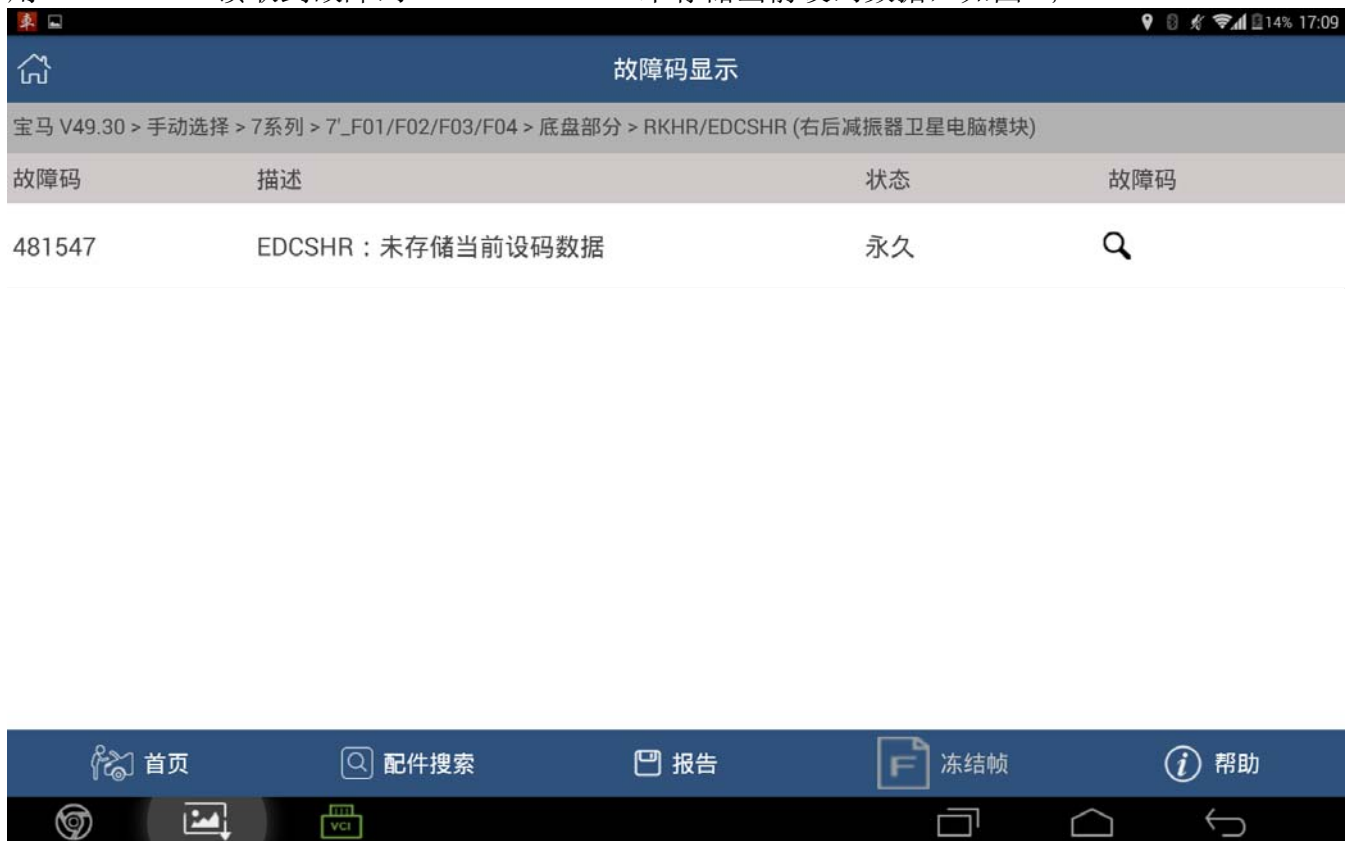 14% 17:09
故障码显示
宝马 V49.30 > 手动选择 > 7系列 > 7'_F01/F02/F03/F04 > 底盘部分 > RKHR/EDCSHR (右后减振器卫星电脑模块)
故障码 描述 状态 故障码
481547 EDCSHR：未存储当前设码数据 永久
首页 配件搜索 报告 F 冻结帧 帮助
VCI